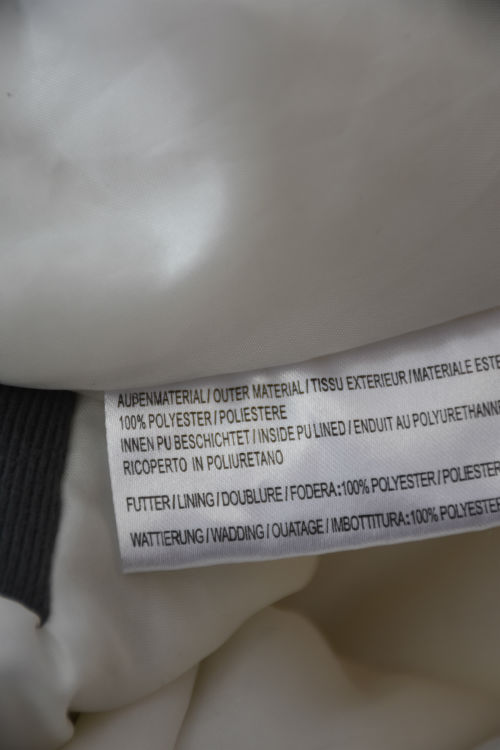 AUßENMATERIAL / OUTER MATERIAL / TISSU EXTERIEUR / MATERIALE ESTE
100% POLYESTER / POLIESTERE
INNEN PU BESCHICHTET / INSIDE PU LINED / ENDUIT AU POLYURETHANNE
RICOPERTO IN POLIURETANO
FUTTER / LINING / DOUBLURE / FODERA:100% POLYESTER / POLIESTER
WATTIERUNG / WADDING / OUATAGE / IMBOTTITURA:100% POLYESTER